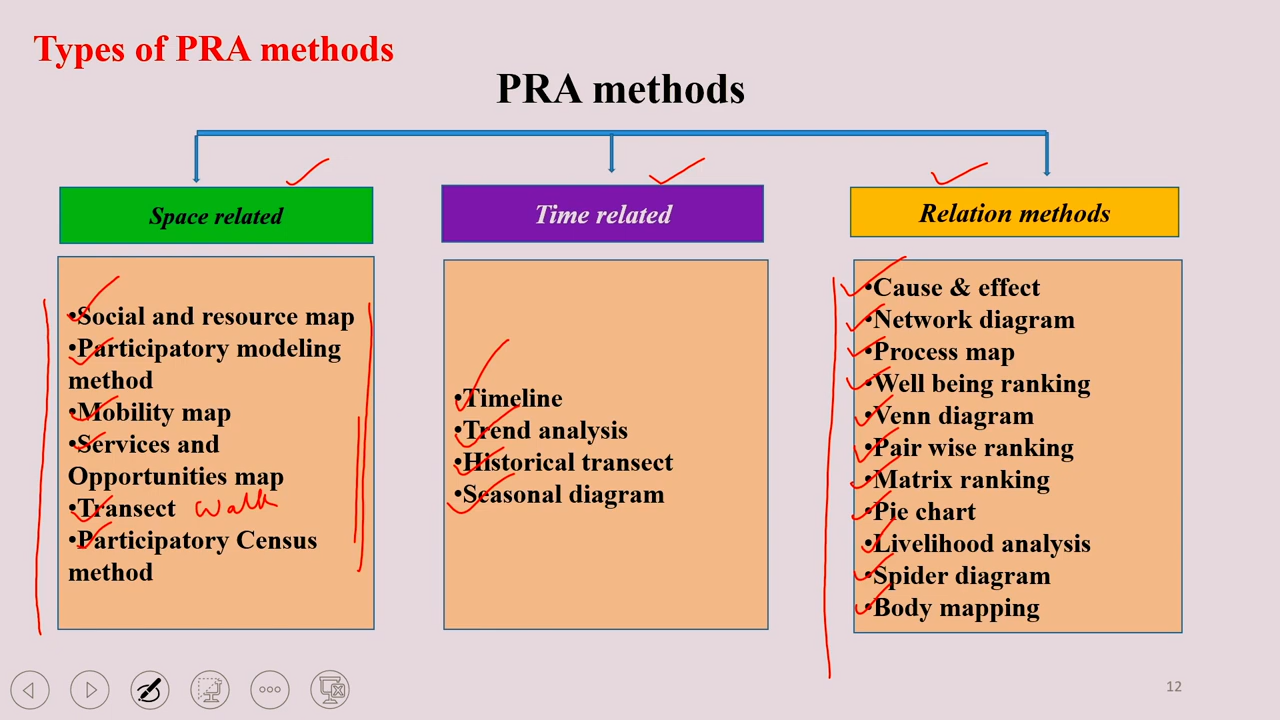 Types of PRA methods
PRA methods
Space related
•Social and resource map
•Participatory modeling
method
•Mobility map
•Services and
Opportunities map
•Transect walk
•Participatory Census
method
Time related
•Timeline
•Trend analysis
•Historical transect
•Seasonal diagram
Relation methods
•Cause & effect
•Network diagram
•Process map
•Well being ranking
•Venn diagram
•Pair wise ranking
•Matrix ranking
•Pie chart
•Livelihood analysis
•Spider diagram
•Body mapping
12